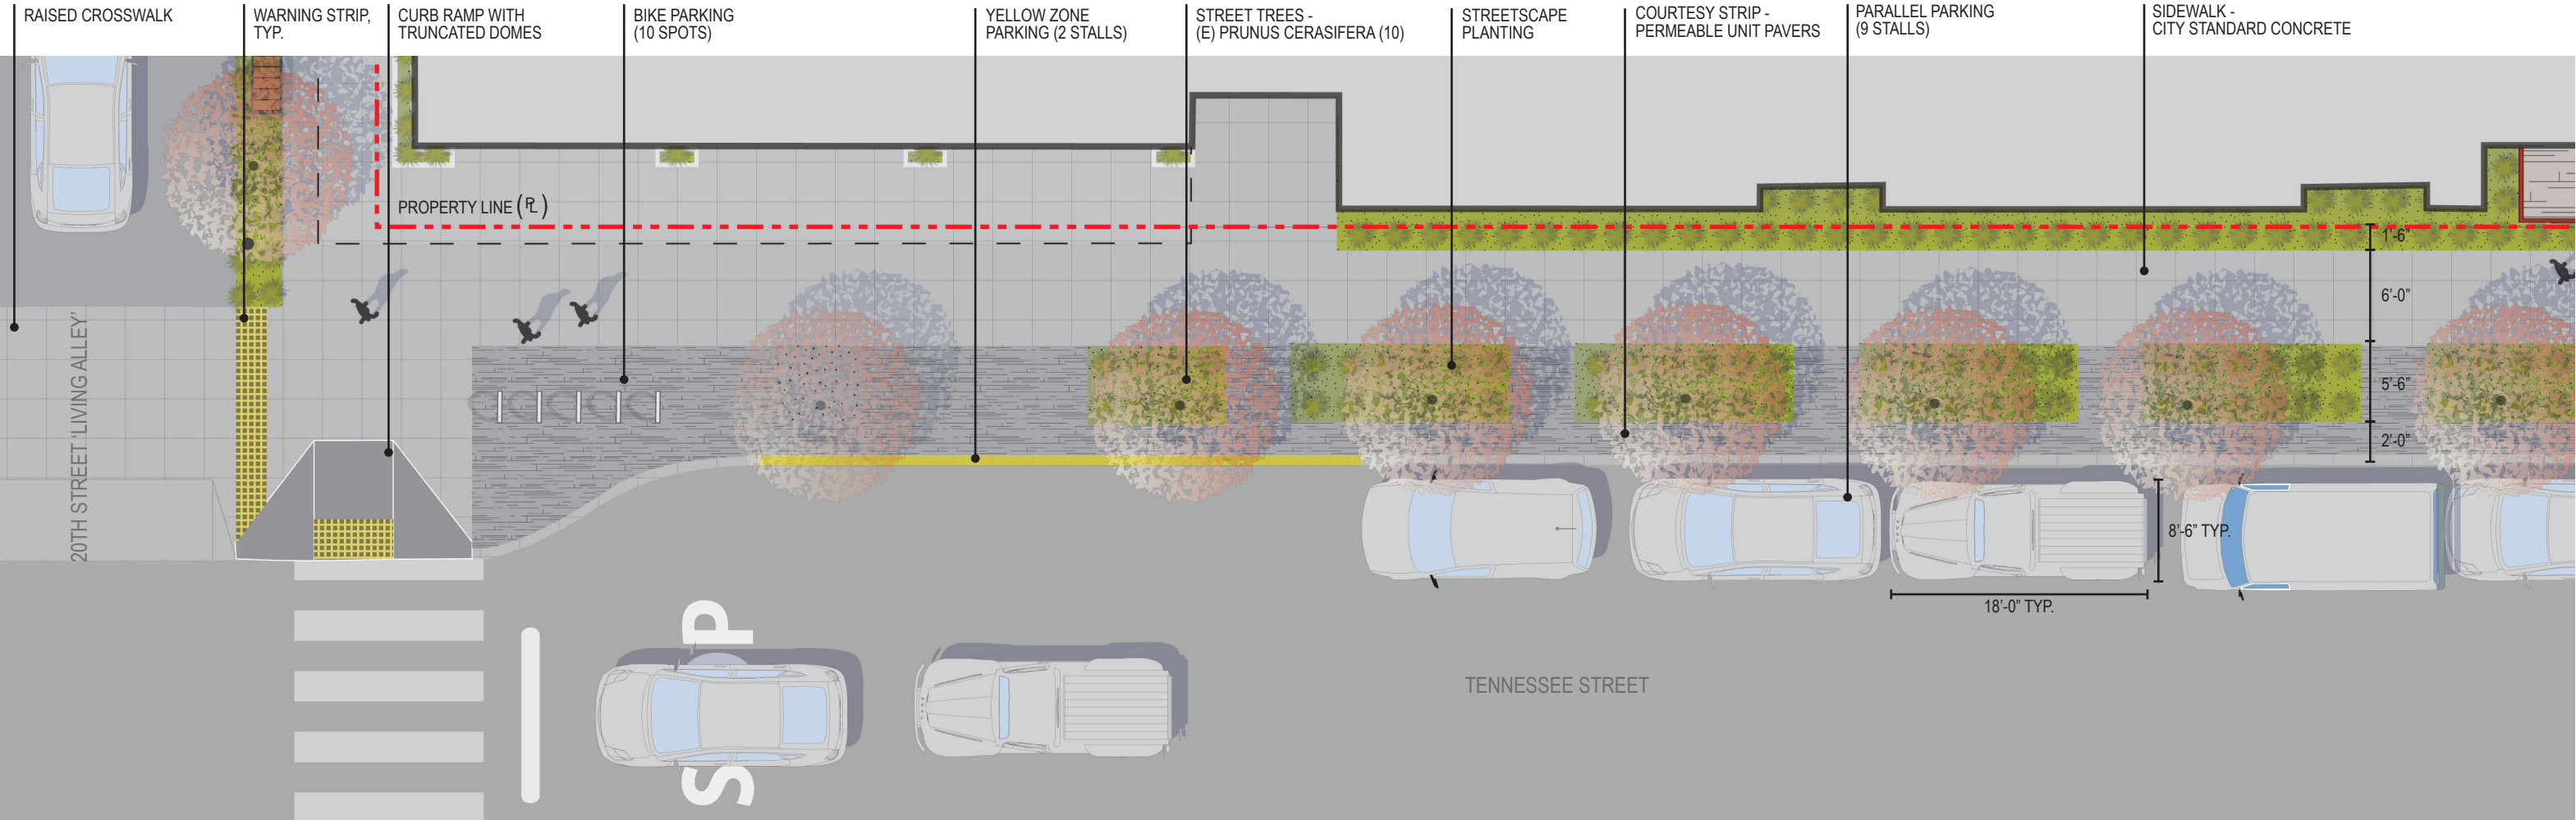 RAISED CROSSWALK
WARNING STRIP,
TYP.
CURB RAMP WITH
TRUNCATED DOMES
BIKE PARKING
(10 SPOTS)
YELLOW ZONE
PARKING (2 STALLS)
STREET TREES -
(E) PRUNUS CERASIFERA (10)
STREETSCAPE
PLANTING
COURTESY STRIP -
PERMEABLE UNIT PAVERS
PARALLEL PARKING
(9 STALLS)
SIDEWALK -
CITY STANDARD CONCRETE
PROPERTY LINE (PL)
1'-6"
6'-0"
5'-6"
2'-0"
8'-6" TYP.
18'-0" TYP.
20TH STREET 'LIVING ALLEY'
TENNESSEE STREET